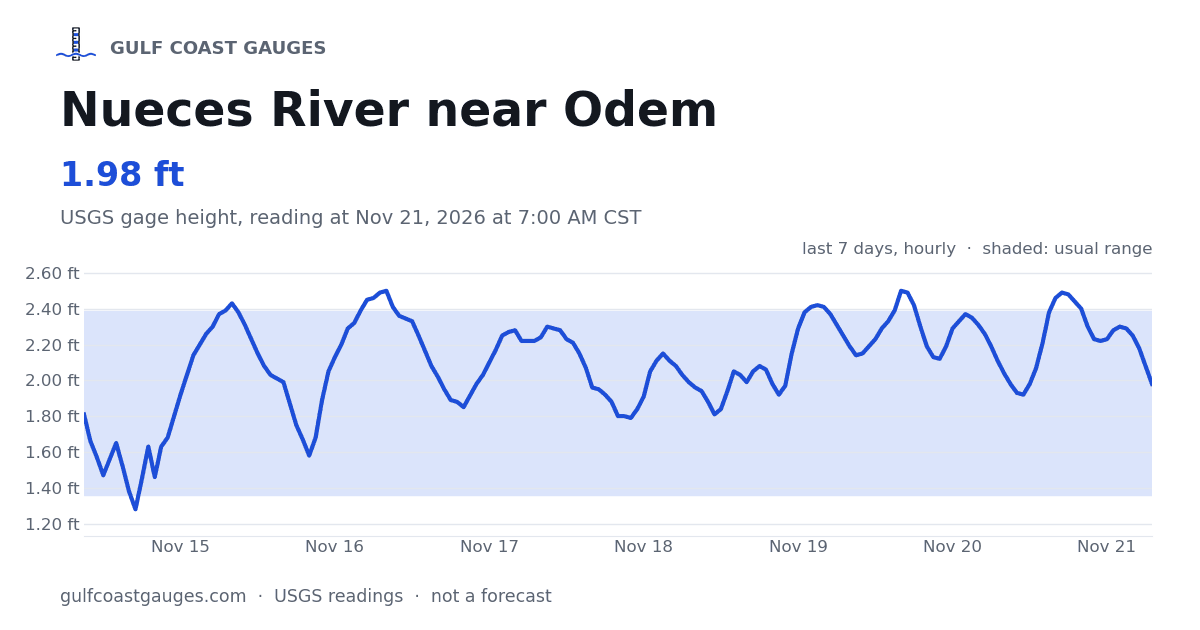 GULF COAST GAUGES
Nueces River near Odem
1.98 ft
USGS gage height, reading at Nov 21, 2026 at 7:00 AM CST
last 7 days, hourly · shaded: usual range
2.60 ft
2.40 ft
2.20 ft
2.00 ft
1.80 ft
1.60 ft
1.40 ft
1.20 ft
Nov 15 Nov 16 Nov 17 Nov 18 Nov 19 Nov 20 Nov 21
gulfcoastgauges.com · USGS readings · not a forecast